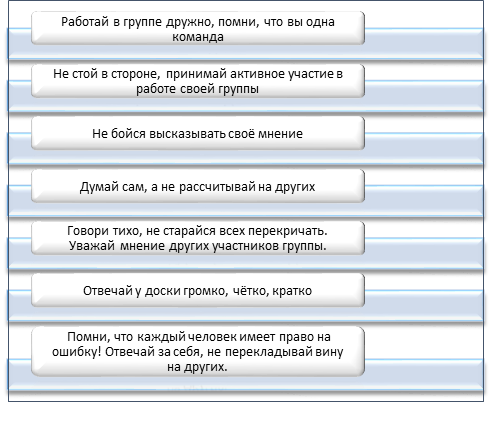 Работай в группе дружно, помни, что вы одна
команда
Не стой в стороне, принимай активное участие в
работе своей группы
Не бойся высказывать своё мнение
Думай сам, а не рассчитывай на других
Говори тихо, не старайся всех перекричать.
Уважай мнение других участников группы.
Отвечай у доски громко, чётко, кратко
Помни, что каждый человек имеет право на
ошибку! Отвечай за себя, не перекладывай вину
на других.